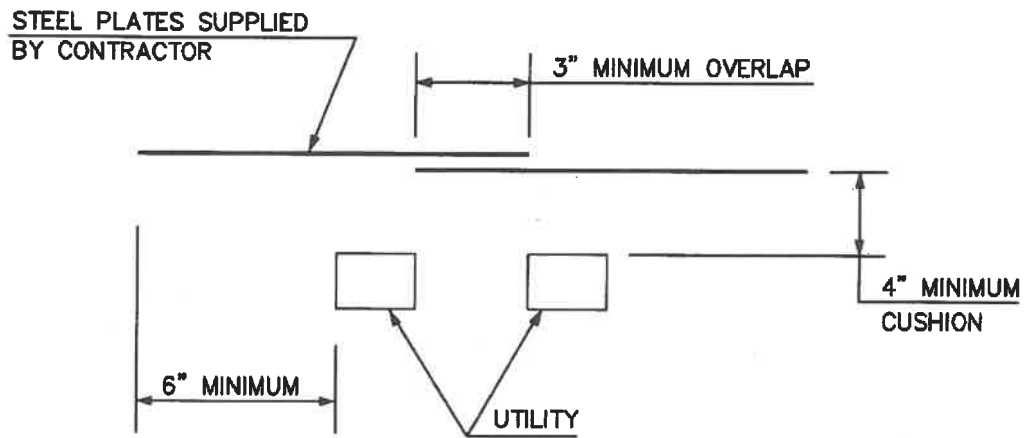 STEEL PLATES SUPPLIED
BY CONTRACTOR
3" MINIMUM OVERLAP
4" MINIMUM
CUSHION
6" MINIMUM
UTILITY